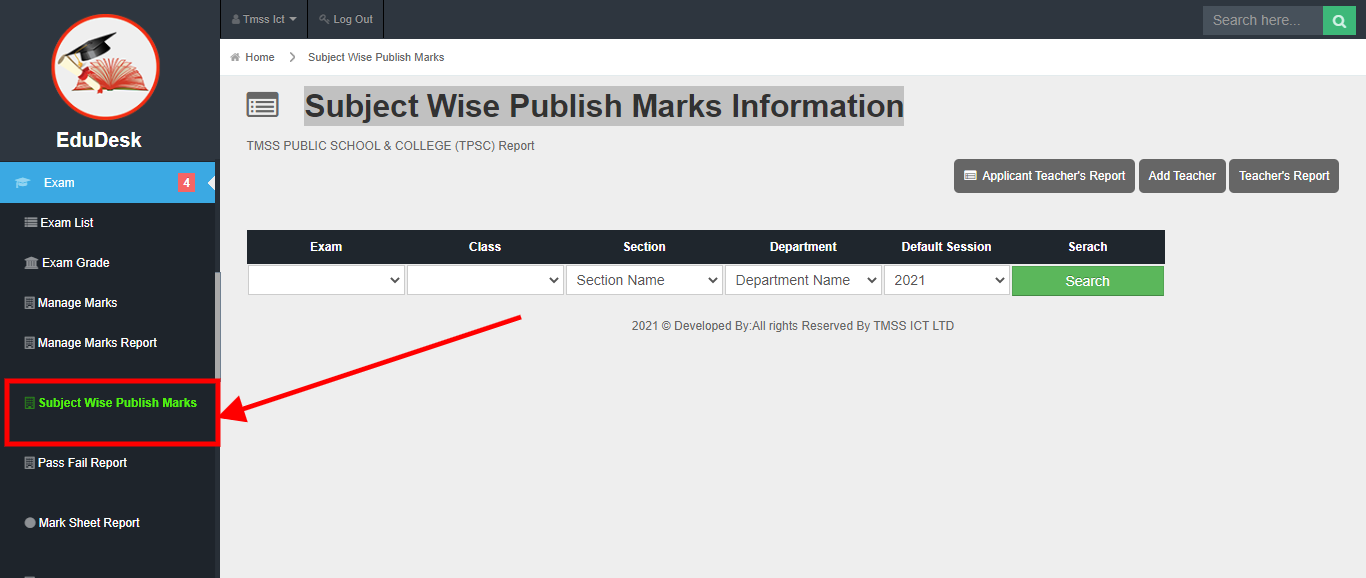 Tmss Ict
Log Out
Search here...
EduDesk
Home
Subject Wise Publish Marks
Subject Wise Publish Marks Information
TMSS PUBLIC SCHOOL & COLLEGE (TPSC) Report
Applicant Teacher's Report
Add Teacher
Teacher's Report
Exam
4
Exam List
Exam Grade
Manage Marks
Manage Marks Report
Subject Wise Publish Marks
Pass Fail Report
Mark Sheet Report
Exam Class Section Department Default Session Serach
Section Name Department Name 2021 Search
2021 © Developed By:All rights Reserved By TMSS ICT LTD